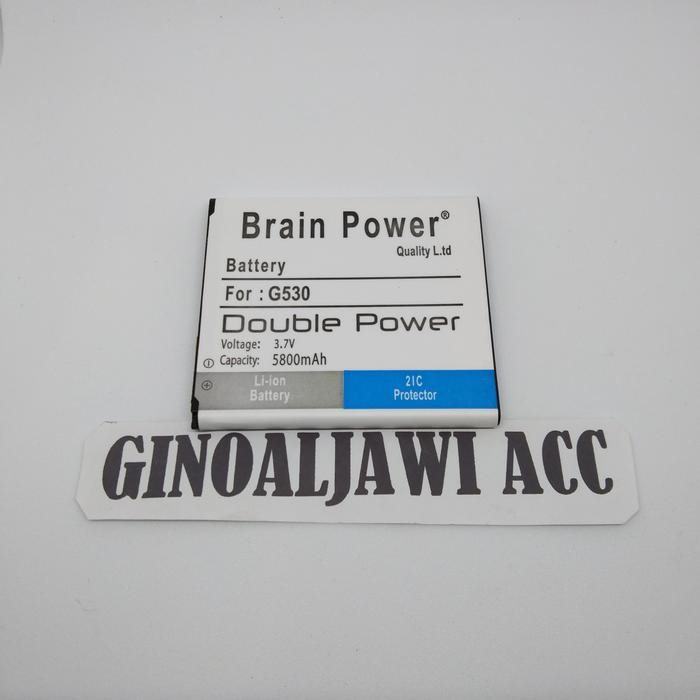 Brain Power®
Quality L.td
Battery
For : G530
Double Power
Voltage: 3.7V
Capacity: 5800mAh
Li-ion Battery
2IC Protector
GINOALJAWI ACC